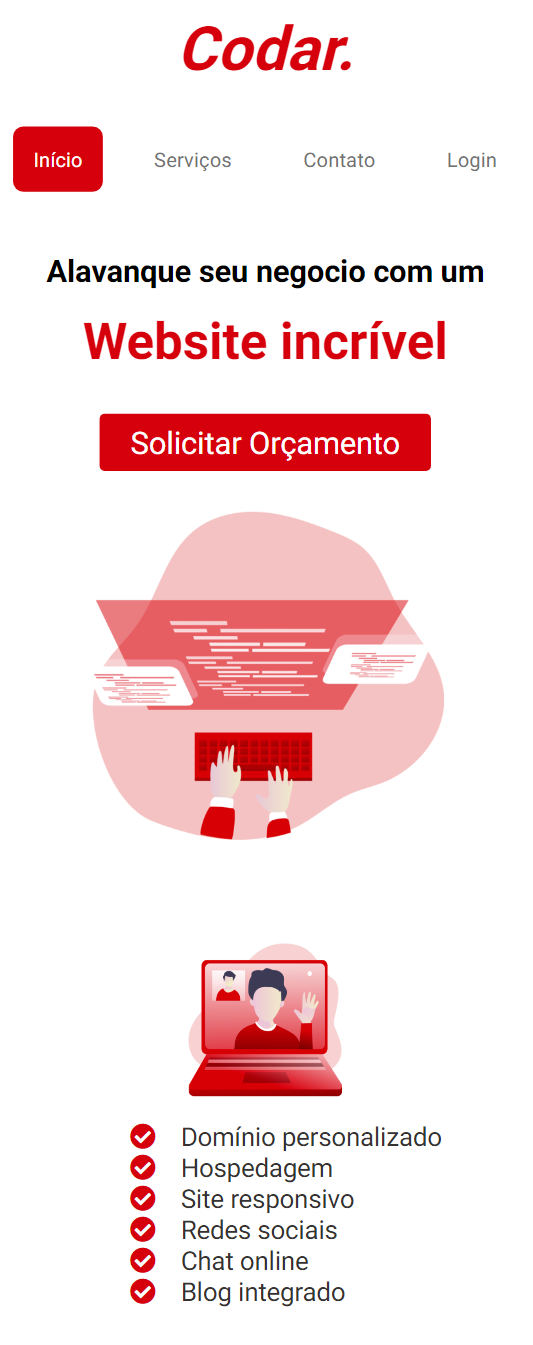 Codar.
Início Serviços Contato Login
Alavanque seu negocio com um
Website incrível
Solicitar Orçamento
Domínio personalizado
Hospedagem
Site responsivo
Redes sociais
Chat online
Blog integrado